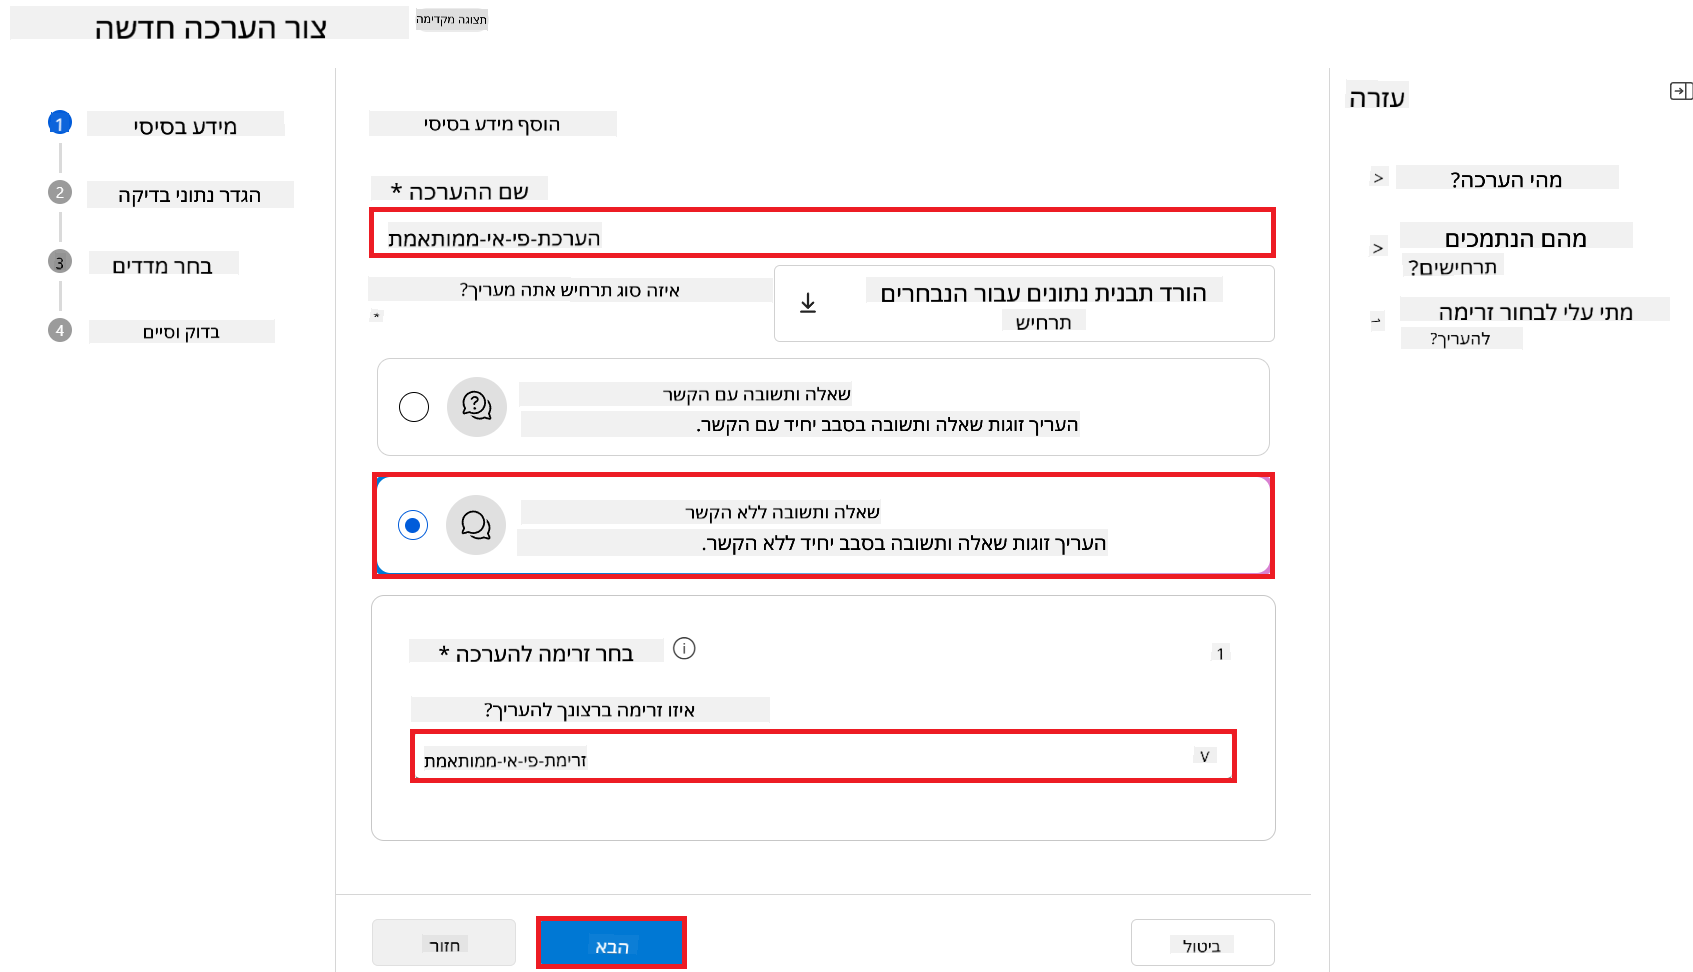 צור הערכה חדשה
תצוגה מקדימה
1
מידע בסיסי
2
הגדר נתוני בדיקה
3
בחר מדדים
4
בדוק וסיים
הוסף מידע בסיסי
שם ההערכה *
הערכת-פי-אי-ממותאמת
איזה סוג תרחיש אתה מעריך?
*
הורד תבנית נתונים עבור הנבחרים
תרחיש
שאלה ותשובה עם הקשר
העריך זוגות שאלה ותשובה בסבב יחיד עם הקשר.
שאלה ותשובה ללא הקשר
העריך זוגות שאלה ותשובה בסבב יחיד ללא הקשר.
בחר זרימה להערכה *
1
איזו זרימה ברצונך להעריך?
זרימת-פי-אי-ממותאמת
חזור
הבא
ביטול
עזרה
מהי הערכה?
מהם הנתמכים
תרחישים?
מתי עלי לבחור זרימה
להעריך?